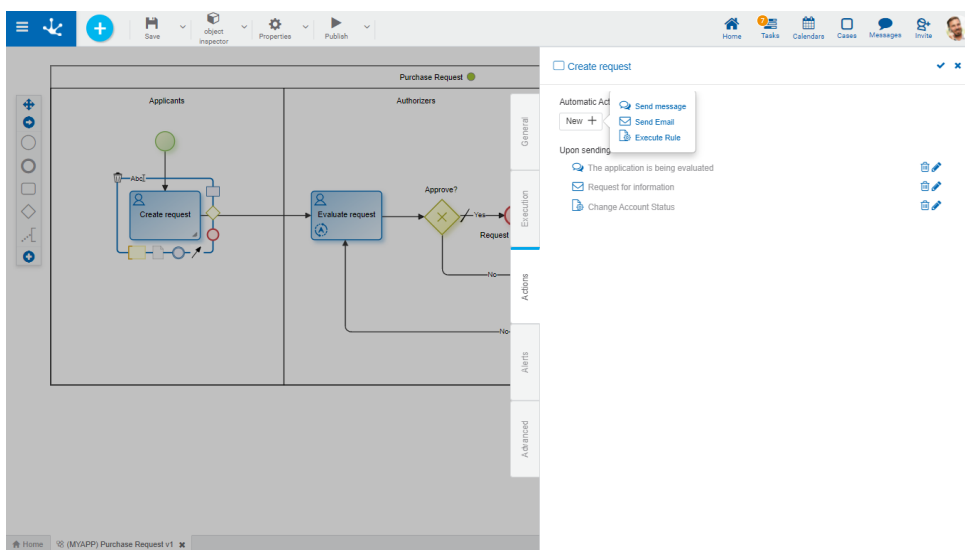 Save
object
inspector
Properties
Publish
Home
7
Tasks
Calendars
Cases
Messages
Invite
Purchase Request
Applicants
Authorizers
Abc
Create request
Evaluate request
Approve?
Yes
Request
No
No
General
Execution
Actions
Alerts
Advanced
Create request
Automatic Act
New +
Send message
Send Email
Execute Rule
Upon sending
The application is being evaluated
Request for information
Change Account Status
Home
(MYAPP) Purchase Request v1